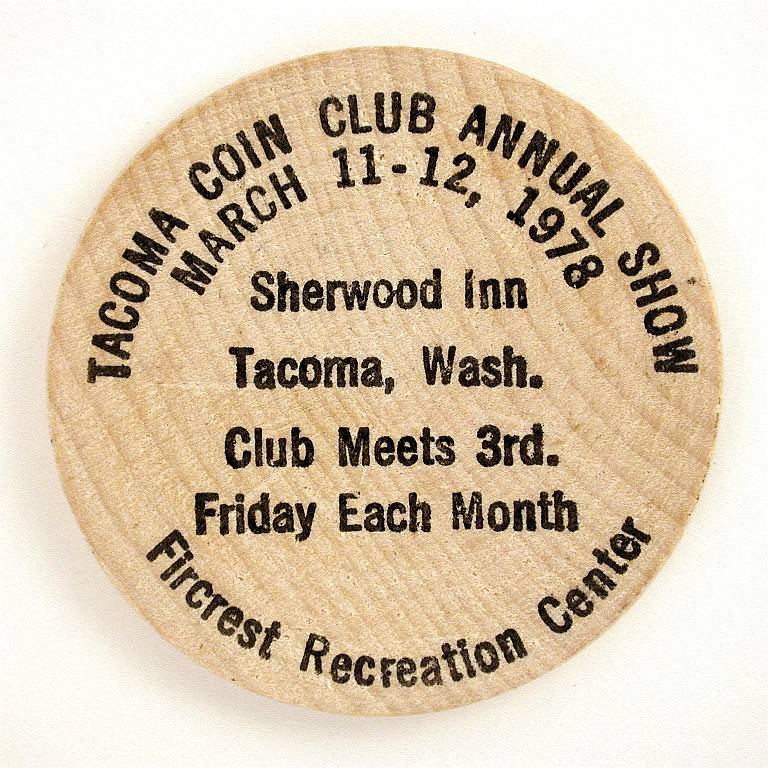 TACOMA COIN CLUB ANNUAL SHOW
MARCH 11-12, 1978
Sherwood Inn
Tacoma, Wash.
Club Meets 3rd.
Friday Each Month
Fircrest Recreation Center